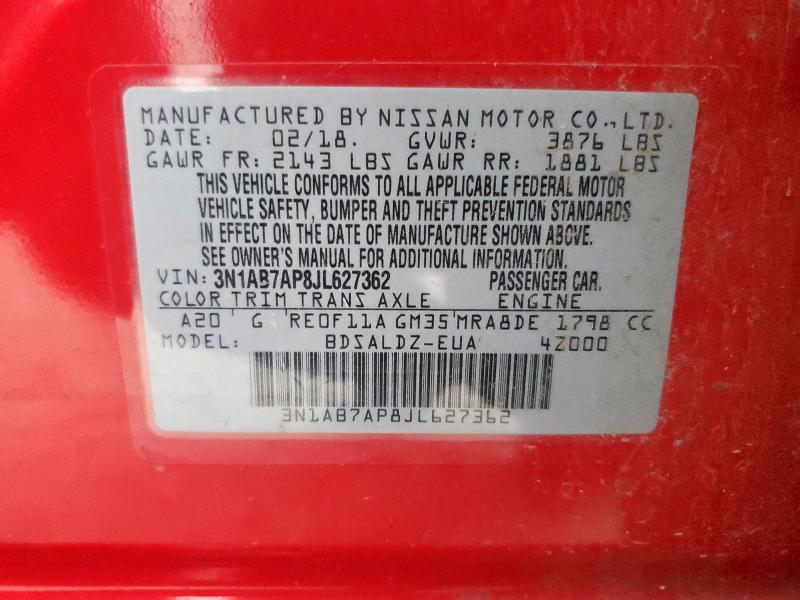 MANUFACTURED BY NISSAN MOTOR CO.,LTD.
DATE: 02/18. GVWR: 3876 LBS
GAWR FR: 2143 LBS GAWR RR: 1881 LBS
THIS VEHICLE CONFORMS TO ALL APPLICABLE FEDERAL MOTOR
VEHICLE SAFETY, BUMPER AND THEFT PREVENTION STANDARDS
IN EFFECT ON THE DATE OF MANUFACTURE SHOWN ABOVE.
SEE OWNER'S MANUAL FOR ADDITIONAL INFORMATION.
VIN: 3N1AB7AP8JL627362 PASSENGER CAR.
COLOR TRIM TRANS AXLE ENGINE
A20 G RE0F11A GM35 MRA8DE 1798 CC
MODEL: BDSALDZ-EUA 4Z000
3N1AB7AP8JL627362